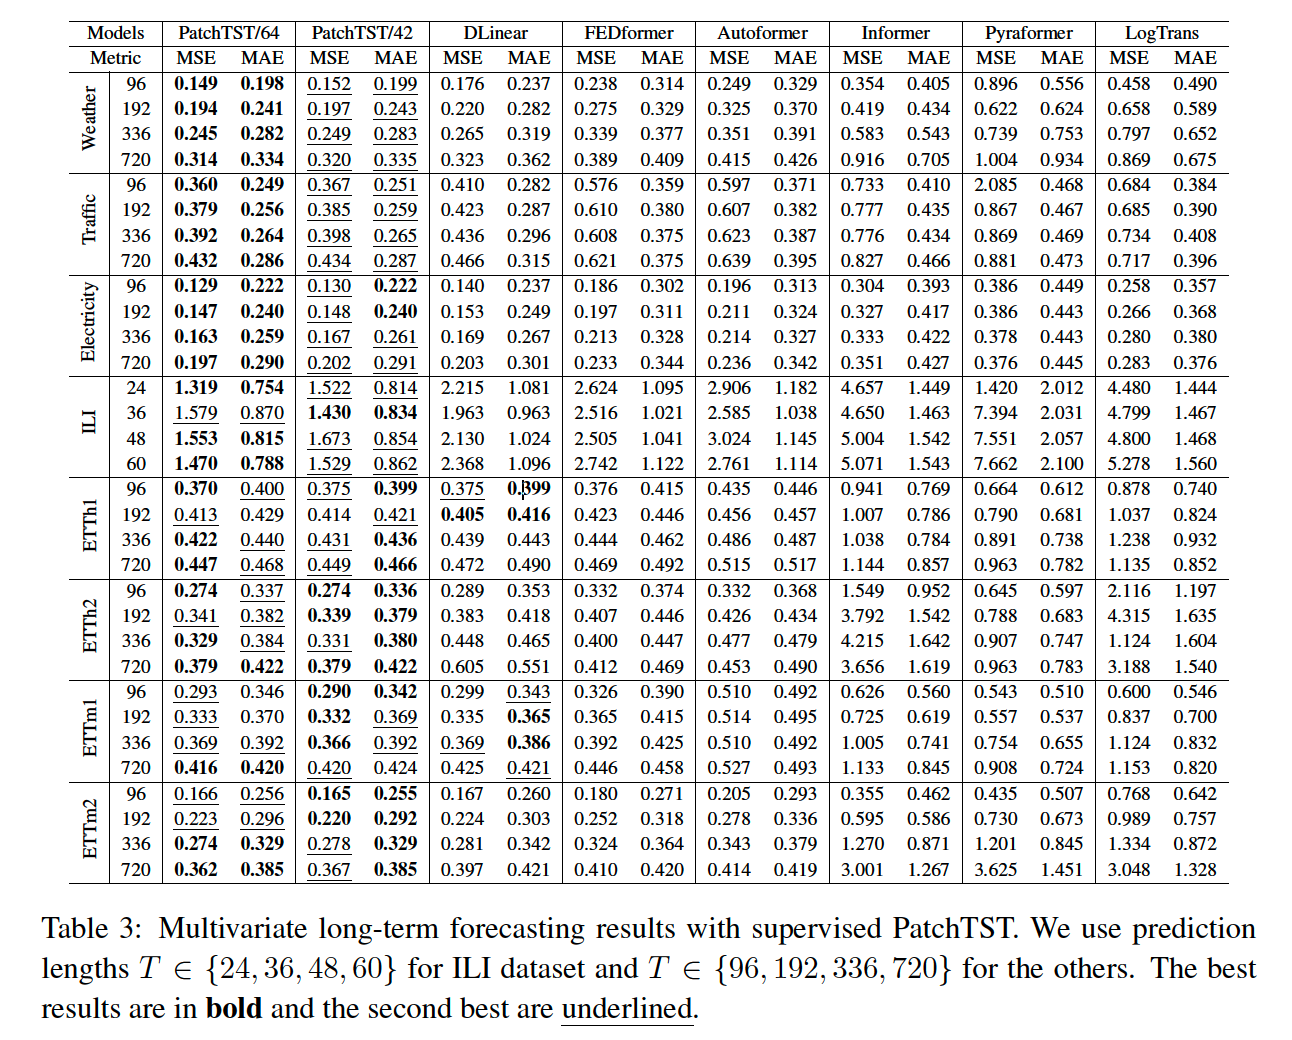 Models PatchTST/64 PatchTST/42 DLinear FEDformer Autoformer Informer Pyraformer LogTrans
Metric MSE MAE MSE MAE MSE MAE MSE MAE MSE MAE MSE MAE MSE MAE MSE MAE
Weather
96 0.149 0.198 0.152 0.199 0.176 0.237 0.238 0.314 0.249 0.329 0.354 0.405 0.896 0.556 0.458 0.490
192 0.194 0.241 0.197 0.243 0.220 0.282 0.275 0.329 0.325 0.370 0.419 0.434 0.622 0.624 0.658 0.589
336 0.245 0.282 0.249 0.283 0.265 0.319 0.339 0.377 0.351 0.391 0.583 0.543 0.739 0.753 0.797 0.652
720 0.314 0.334 0.320 0.335 0.323 0.362 0.389 0.409 0.415 0.426 0.916 0.705 1.004 0.934 0.869 0.675
Traffic
96 0.360 0.249 0.367 0.251 0.410 0.282 0.576 0.359 0.597 0.371 0.733 0.410 2.085 0.468 0.684 0.384
192 0.379 0.256 0.385 0.259 0.423 0.287 0.610 0.380 0.607 0.382 0.777 0.435 0.867 0.467 0.685 0.390
336 0.392 0.264 0.398 0.265 0.436 0.296 0.608 0.375 0.623 0.387 0.776 0.434 0.869 0.469 0.734 0.408
720 0.432 0.286 0.434 0.287 0.466 0.315 0.621 0.375 0.639 0.395 0.827 0.466 0.881 0.473 0.717 0.396
Electricity
96 0.129 0.222 0.130 0.222 0.140 0.237 0.186 0.302 0.196 0.313 0.304 0.393 0.386 0.449 0.258 0.357
192 0.147 0.240 0.148 0.240 0.153 0.249 0.197 0.311 0.211 0.324 0.327 0.417 0.386 0.443 0.266 0.368
336 0.163 0.259 0.167 0.261 0.169 0.267 0.213 0.328 0.214 0.327 0.333 0.422 0.378 0.443 0.280 0.380
720 0.197 0.290 0.202 0.291 0.203 0.301 0.233 0.344 0.236 0.342 0.351 0.427 0.376 0.445 0.283 0.376
ILI
24 1.319 0.754 1.522 0.814 2.215 1.081 2.624 1.095 2.906 1.182 4.657 1.449 1.420 2.012 4.480 1.444
36 1.579 0.870 1.430 0.834 1.963 0.963 2.516 1.021 2.585 1.038 4.650 1.463 7.394 2.031 4.799 1.467
48 1.553 0.815 1.673 0.854 2.130 1.024 2.505 1.041 3.024 1.145 5.004 1.542 7.551 2.057 4.800 1.468
60 1.470 0.788 1.529 0.862 2.368 1.096 2.742 1.122 2.761 1.114 5.071 1.543 7.662 2.100 5.278 1.560
ETTh1
96 0.370 0.400 0.375 0.399 0.375 0.399 0.376 0.415 0.435 0.446 0.941 0.769 0.664 0.612 0.878 0.740
192 0.413 0.429 0.414 0.421 0.405 0.416 0.423 0.446 0.456 0.457 1.007 0.786 0.790 0.681 1.037 0.824
336 0.422 0.440 0.431 0.436 0.439 0.443 0.444 0.462 0.486 0.487 1.038 0.784 0.891 0.738 1.238 0.932
720 0.447 0.468 0.449 0.466 0.472 0.490 0.469 0.492 0.515 0.517 1.144 0.857 0.963 0.782 1.135 0.852
ETTh2
96 0.274 0.337 0.274 0.336 0.289 0.353 0.332 0.374 0.332 0.368 1.549 0.952 0.645 0.597 2.116 1.197
192 0.341 0.382 0.339 0.379 0.383 0.418 0.407 0.446 0.426 0.434 3.792 1.542 0.788 0.683 4.315 1.635
336 0.329 0.384 0.331 0.380 0.448 0.465 0.400 0.447 0.477 0.479 4.215 1.642 0.907 0.747 1.124 1.604
720 0.379 0.422 0.379 0.422 0.605 0.551 0.412 0.469 0.453 0.490 3.656 1.619 0.963 0.783 3.188 1.540
ETTm1
96 0.293 0.346 0.290 0.342 0.299 0.343 0.326 0.390 0.510 0.492 0.626 0.560 0.543 0.510 0.600 0.546
192 0.333 0.370 0.332 0.369 0.335 0.365 0.365 0.415 0.514 0.495 0.725 0.619 0.557 0.537 0.837 0.700
336 0.369 0.392 0.366 0.392 0.369 0.386 0.392 0.425 0.510 0.492 1.005 0.741 0.754 0.655 1.124 0.832
720 0.416 0.420 0.420 0.424 0.425 0.421 0.446 0.458 0.527 0.493 1.133 0.845 0.908 0.724 1.153 0.820
ETTm2
96 0.166 0.256 0.165 0.255 0.167 0.260 0.180 0.271 0.205 0.293 0.355 0.462 0.435 0.507 0.768 0.642
192 0.223 0.296 0.220 0.292 0.224 0.303 0.252 0.318 0.278 0.336 0.595 0.586 0.730 0.673 0.989 0.757
336 0.274 0.329 0.278 0.329 0.281 0.342 0.324 0.364 0.343 0.379 1.270 0.871 1.201 0.845 1.334 0.872
720 0.362 0.385 0.367 0.385 0.397 0.421 0.410 0.420 0.414 0.419 3.001 1.267 3.625 1.451 3.048 1.328
Table 3: Multivariate long-term forecasting results with supervised PatchTST. We use prediction
lengths T ∈ {24, 36, 48, 60} for ILI dataset and T ∈ {96, 192, 336, 720} for the others. The best
results are in bold and the second best are underlined.